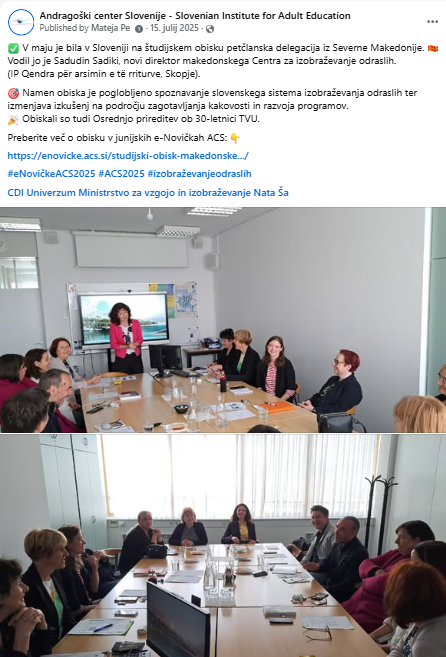 Andragoški center Slovenije - Slovenian Institute for Adult Education
Published by Mateja Pe · 15. julij 2025 ·
✅ V maju je bila v Sloveniji na študijskem obisku petčlanska delegacija iz Severne Makedonije. 🇲🇰
Vodil jo je Sadudin Sadiki, novi direktor makedonskega Centra za izobraževanje odraslih.
(IP Qendra për arsimin e të rriturve, Skopje).
🎯 Namen obiska je poglobljeno spoznavanje slovenskega sistema izobraževanja odraslih ter
izmenjava izkušenj na področju zagotavljanja kakovosti in razvoja programov.
🎉 Obiskali so tudi Osrednjo prireditev ob 30-letnici TVU.
Preberite več o obisku v junijskih e-Novičkah ACS: 👇
https://enovicke.acs.si/studijski-obisk-makedonske.../
#eNovičkeACS2025 #ACS2025 #izobraževanjeodraslih
CDI Univerzum Ministrstvo za vzgojo in izobraževanje Nata Ša